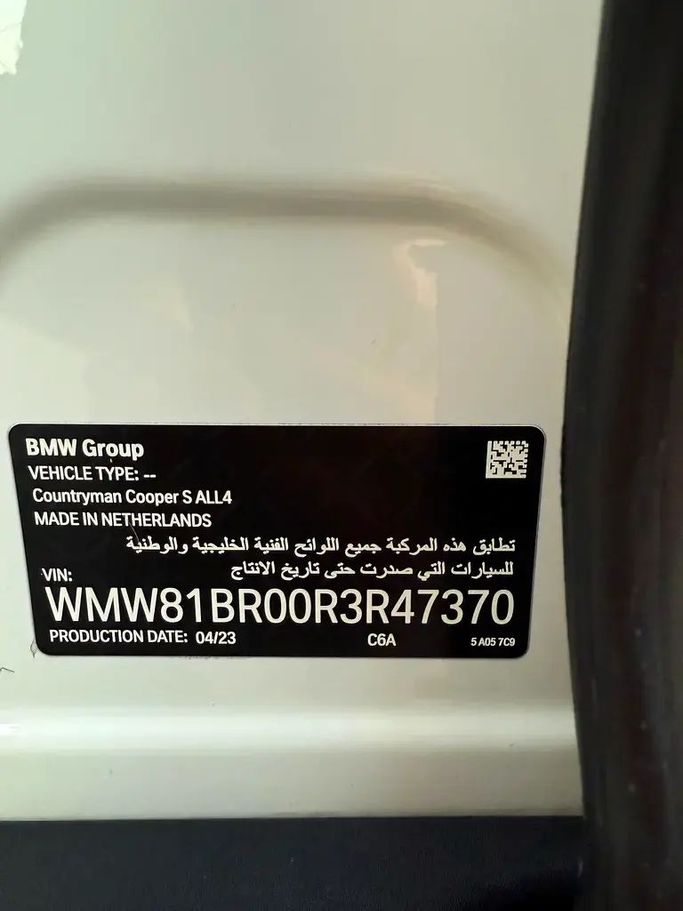 BMW Group
VEHICLE TYPE: --
Countryman Cooper S ALL4
MADE IN NETHERLANDS
تطابق هذه المركبة جميع اللوائح الفنية الخليجية والوطنية
للسيارات التي صدرت حتى تاريخ الانتاج
VIN:
WMW81BR00R3R47370
PRODUCTION DATE: 04/23 C6A 5 A05 7C9